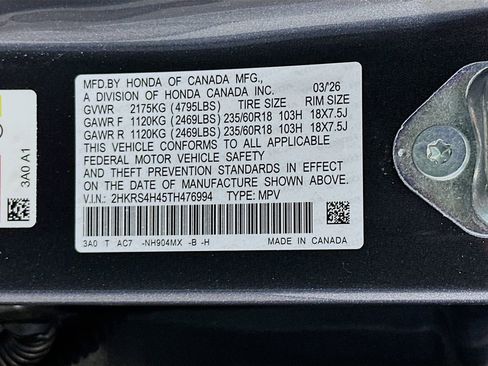 MFD.BY HONDA OF CANADA MFG.,
A DIVISION OF HONDA CANADA INC. 03/26
GVWR 2175KG (4795LBS) TIRE SIZE RIM SIZE
GAWR F 1120KG (2469LBS) 235/60R18 103H 18X7.5J
GAWR R 1120KG (2469LBS) 235/60R18 103H 18X7.5J
THIS VEHICLE CONFORMS TO ALL APPLICABLE
FEDERAL MOTOR VEHICLE SAFETY
AND THEFT PREVENTION STANDARDS IN EFFECT
ON THE DATE OF MANUFACTURE SHOWN ABOVE.
V.I.N.: 2HKRS4H45TH476994 TYPE: MPV
3A0 T AC7 -NH904MX -B -H MADE IN CANADA
3A0 A1